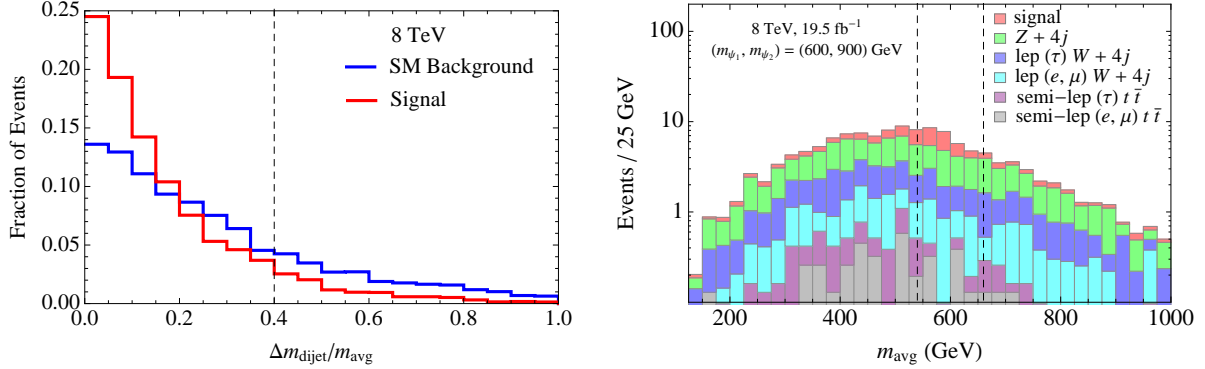 8 TeV
SM Background
Signal
Fraction of Events
0.25
0.20
0.15
0.10
0.05
0.00
0.0 0.2 0.4 0.6 0.8 1.0
Δm_dijet/m_avg
8 TeV, 19.5 fb⁻¹
(m_ψ₁, m_ψ₂) = (600, 900) GeV
signal
Z + 4j
lep (τ) W + 4j
lep (e, μ) W + 4j
semi−lep (τ) t t̄
semi−lep (e, μ) t t̄
Events / 25 GeV
100
10
1
200 400 600 800 1000
m_avg (GeV)